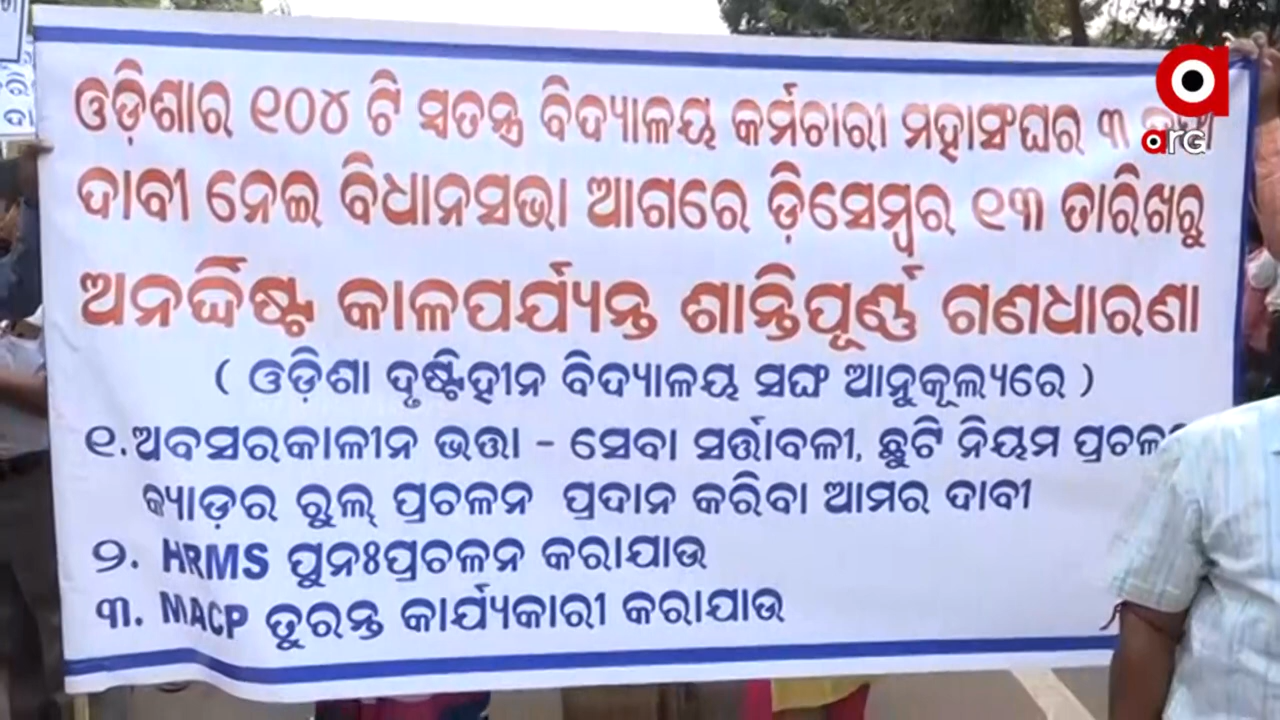 ଓଡ଼ିଶାର ୧୦୪ ଟି ସ୍ୱତନ୍ତ୍ର ବିଦ୍ୟାଳୟ କର୍ମଚାରୀ ମହାସଂଘର ୩
ଦାବୀ ନେଇ ବିଧାନସଭା ଆଗରେ ଡ଼ିସେମ୍ବର ୧୩ ତାରିଖରୁ
ଅନର୍ଦ୍ଦିଷ୍ଟ କାଳପର୍ଯ୍ୟନ୍ତ ଶାନ୍ତିପୂର୍ଣ୍ଣ ଗଣଧାରଣା
( ଓଡ଼ିଶା ଦୃଷ୍ଟିହୀନ ବିଦ୍ୟାଳୟ ସଙ୍ଘ ଆନୁକୂଲ୍ୟରେ )
୧.ଅବସରକାଳୀନ ଭତ୍ତା - ସେବା ସର୍ତ୍ତାବଳୀ, ଛୁଟି ନିୟମ
କ୍ୟାଡ଼ର ରୁଲ୍ ପ୍ରଚଳନ ପ୍ରଦାନ କରିବା ଆମର ଦାବୀ
୨. HRMS ପୁନଃପ୍ରଚଳନ କରାଯାଉ
୩. MACP ତୁରନ୍ତ କାର୍ଯ୍ୟକାରୀ କରାଯାଉ
arG